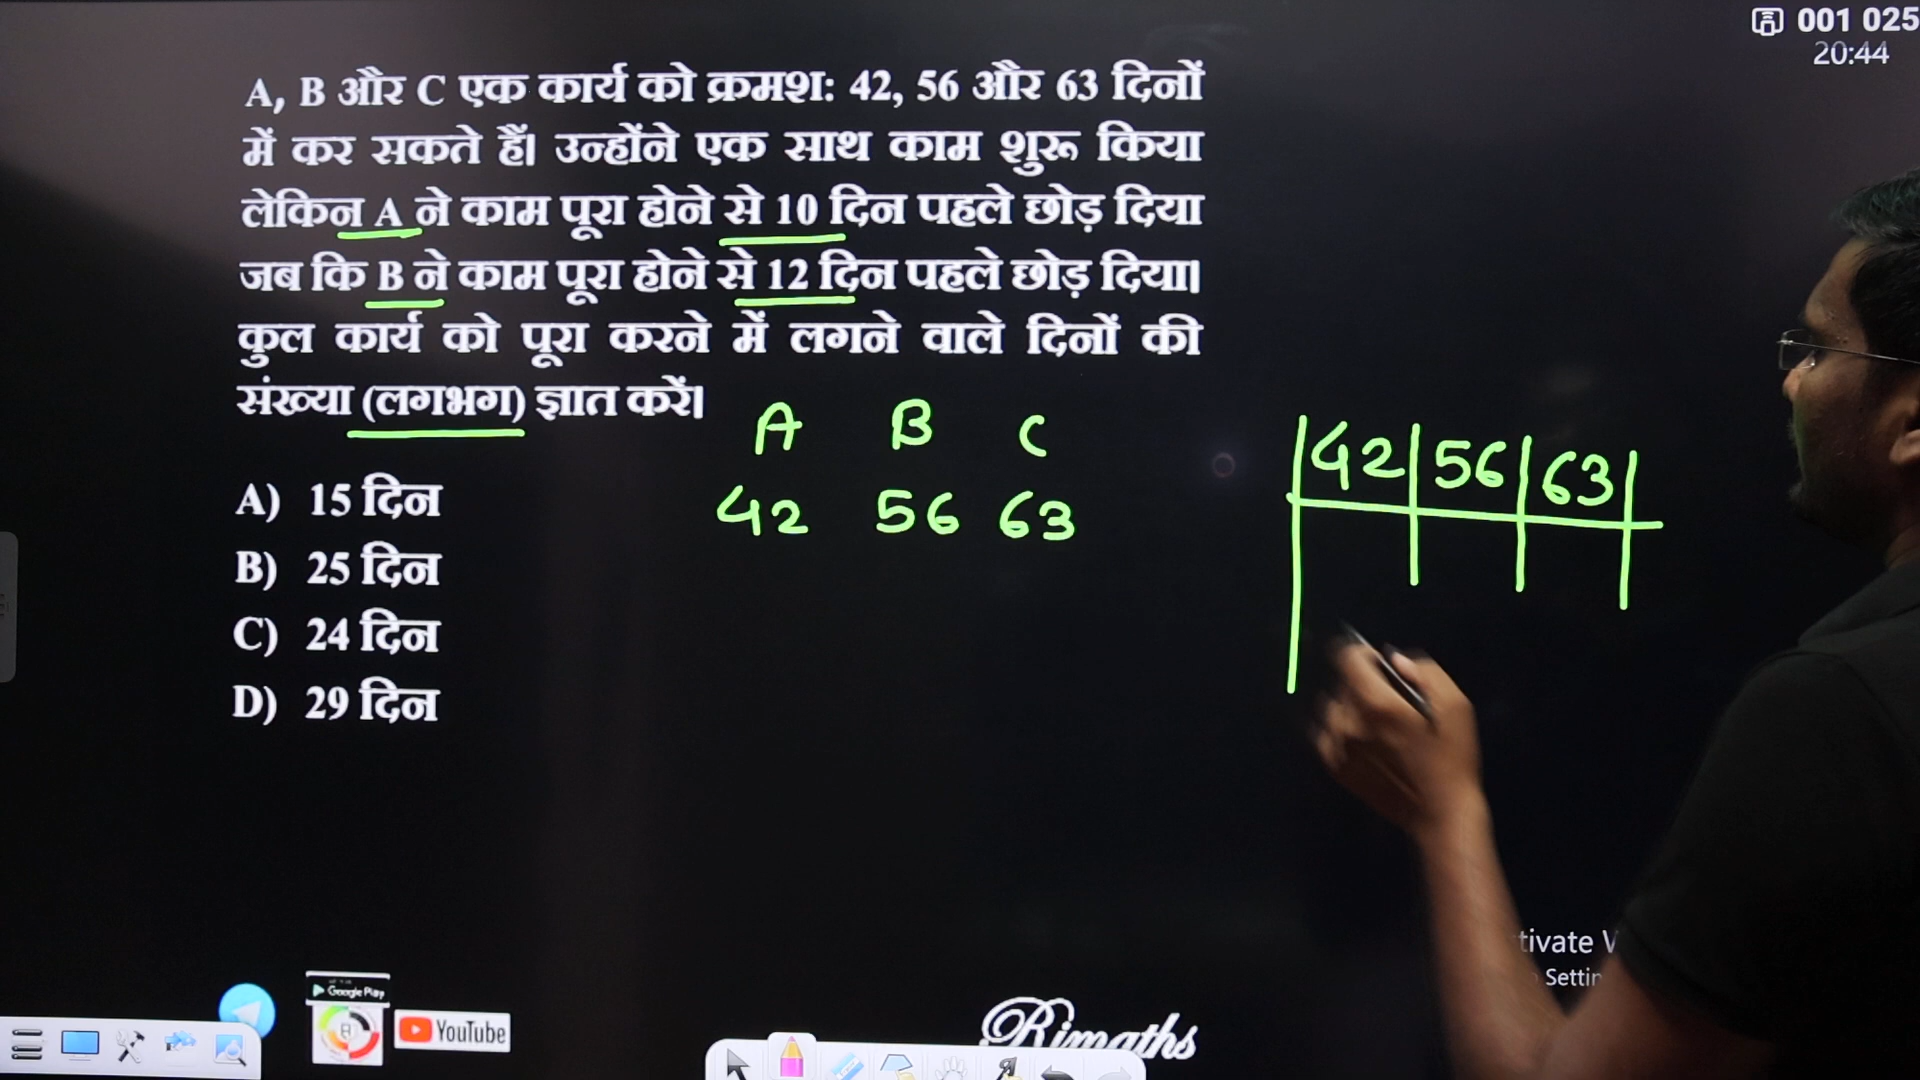 001 025
20:44
A, B और C एक कार्य को क्रमश: 42, 56 और 63 दिनों
में कर सकते हैं। उन्होंने एक साथ काम शुरू किया
लेकिन A ने काम पूरा होने से 10 दिन पहले छोड़ दिया
जब कि B ने काम पूरा होने से 12 दिन पहले छोड़ दिया।
कुल कार्य को पूरा करने में लगने वाले दिनों की
संख्या (लगभग) ज्ञात करें।
A) 15 दिन
B) 25 दिन
C) 24 दिन
D) 29 दिन
A B C
42 56 63
42 56 63
tivate
Settin
Google Play
YouTube
Rimaths